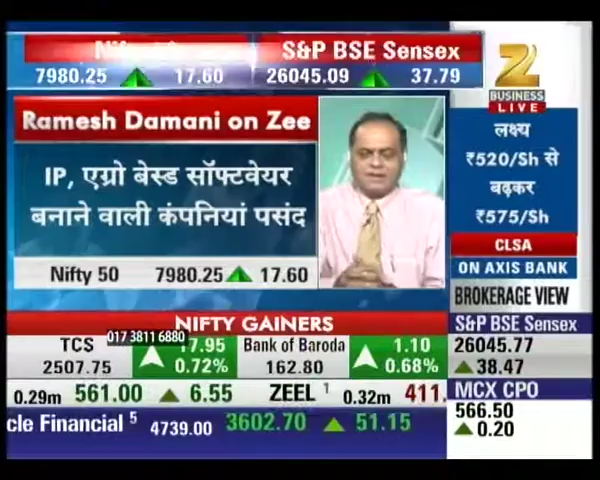 S&P BSE Sensex
7980.25 17.60 26045.09 37.79
Z
BUSINESS
LIVE
Ramesh Damani on Zee
IP, एग्रो बेस्ड सॉफ्टवेयर
बनाने वाली कंपनियां पसंद
Nifty 50 7980.25 17.60
लक्ष्य
₹520/Sh से
बढ़कर
₹575/Sh
CLSA
ON AXIS BANK
BROKERAGE VIEW
NIFTY GAINERS
TCS 17.95 Bank of Baroda 1.10
017 3811 6880
2507.75 0.72% 162.80 0.68%
S&P BSE Sensex
26045.77
38.47
MCX CPO
566.50
0.20
0.29m 561.00 6.55 ZEEL 1 0.32m 411.
cle Financial 5 4739.00 3602.70 51.15